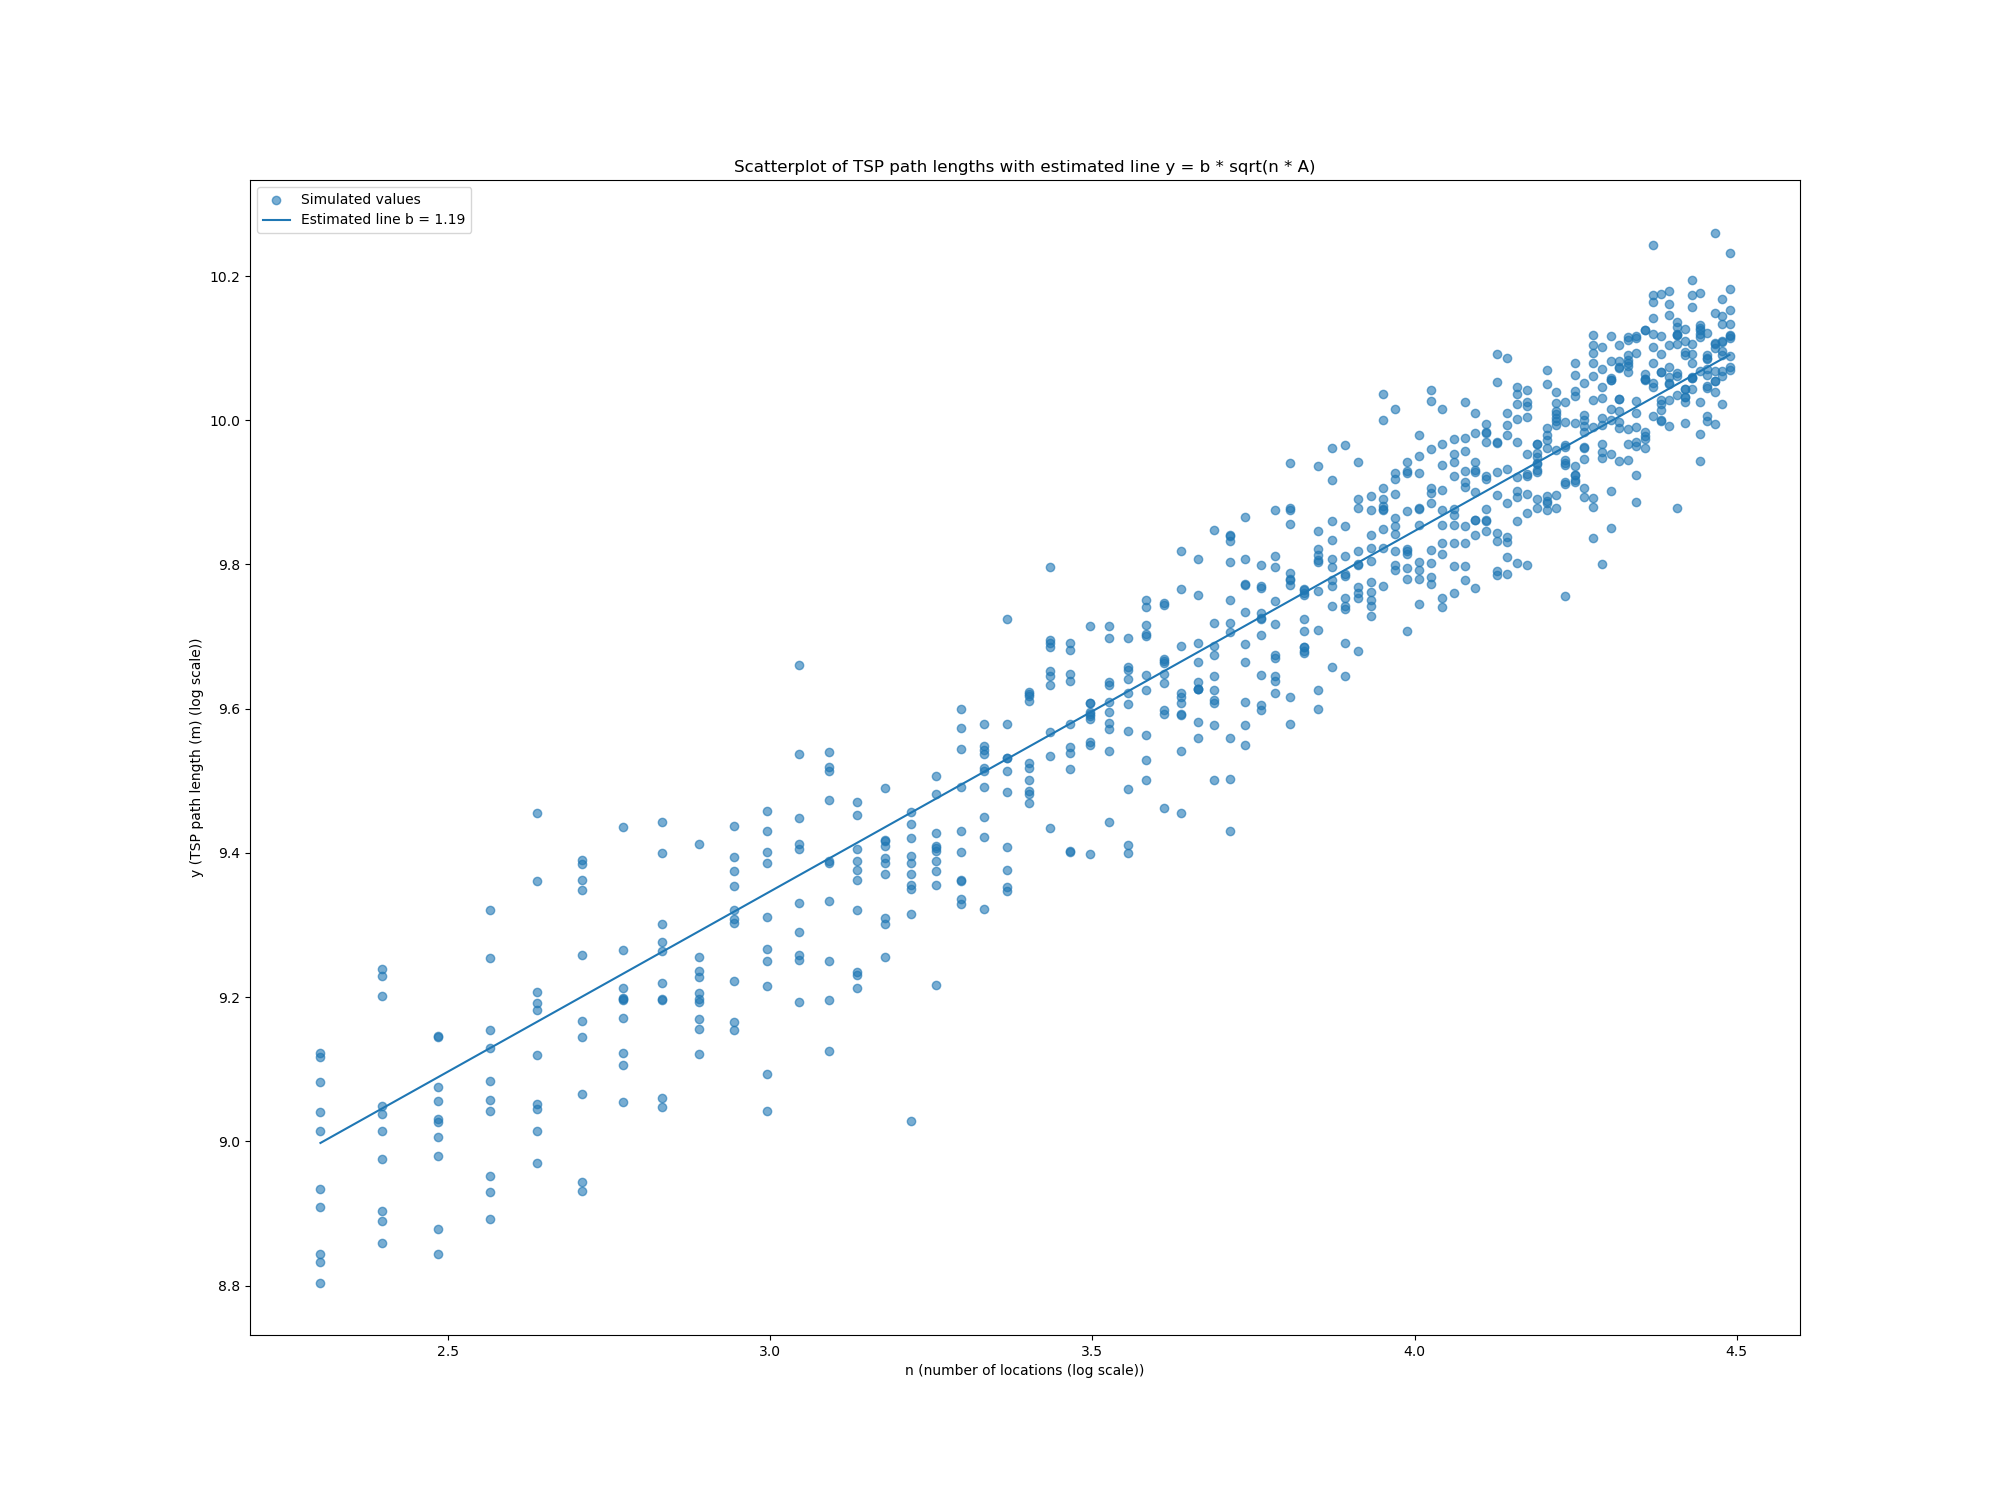 Scatterplot of TSP path lengths with estimated line y = b * sqrt(n * A)
Simulated values
Estimated line b = 1.19
10.2
10.0
9.8
9.6
9.4
9.2
9.0
8.8
y (TSP path length (m) (log scale))
2.5 3.0 3.5 4.0 4.5
n (number of locations (log scale))